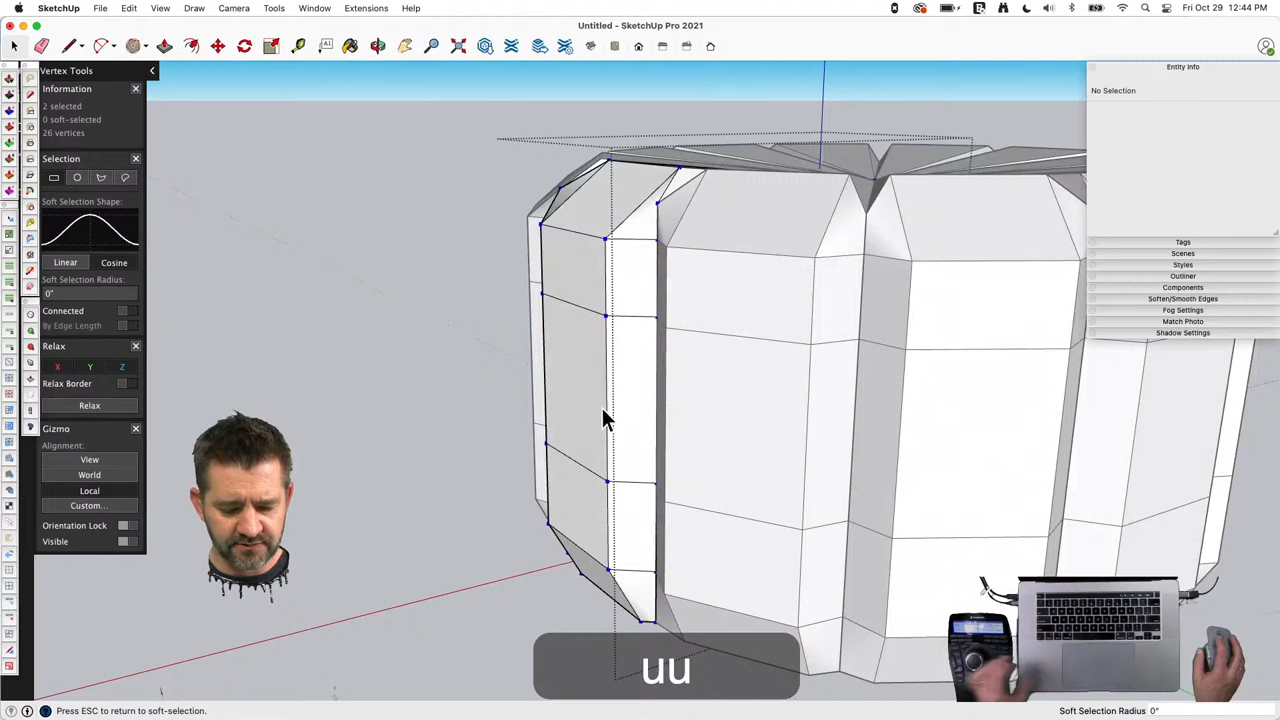 SketchUp File Edit View Draw Camera Tools Window Extensions Help
Fri Oct 29 12:44 PM
Untitled - SketchUp Pro 2021
Vertex Tools
Information
2 selected
0 soft-selected
26 vertices
Selection
Soft Selection Shape:
Linear Cosine
Soft Selection Radius:
0"
Connected
By Edge Length
Relax
X Y Z
Relax Border
Relax
Gizmo
Alignment:
View
World
Local
Custom...
Orientation Lock
Visible
Entity Info
No Selection
Tags
Scenes
Styles
Outliner
Components
Soften/Smooth Edges
Fog Settings
Match Photo
Shadow Settings
uu
Press ESC to return to soft-selection.
Soft Selection Radius 0"